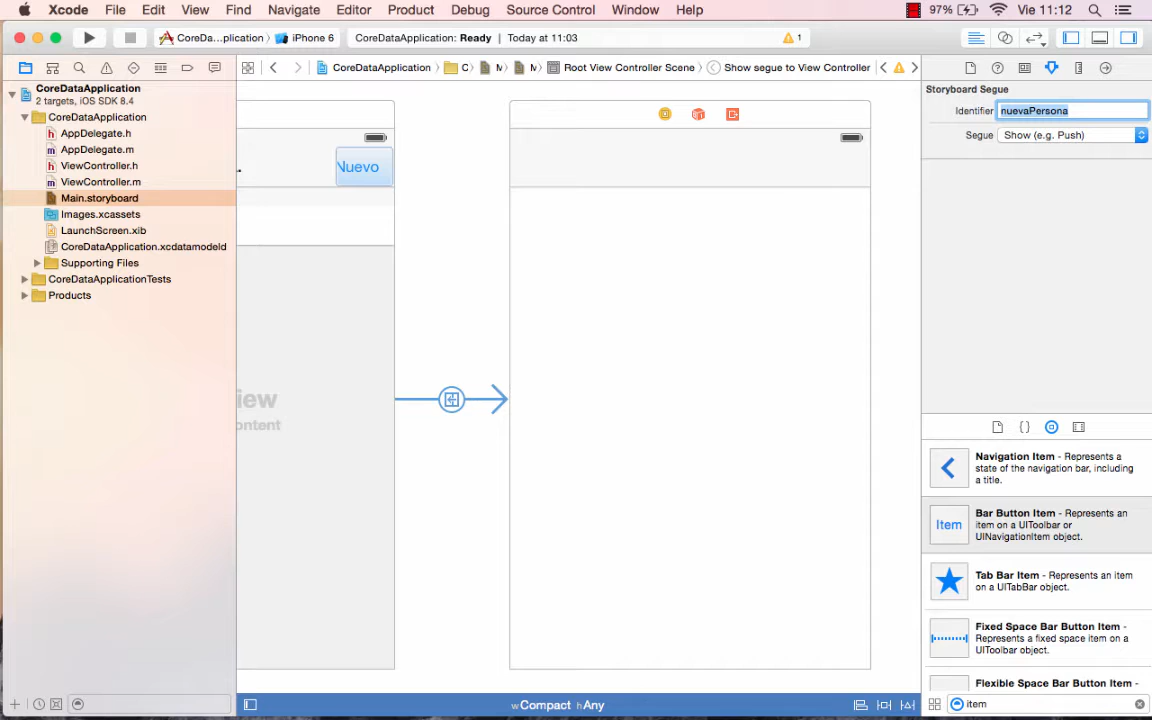 Xcode File Edit View Find Navigate Editor Product Debug Source Control Window Help 97% Vie 11:12
CoreDa...plication iPhone 6 CoreDataApplication: Ready Today at 11:03 1
CoreDataApplication C M M Root View Controller Scene Show segue to View Controller
CoreDataApplication
2 targets, iOS SDK 8.4
CoreDataApplication
AppDelegate.h
AppDelegate.m
ViewController.h
ViewController.m
Main.storyboard
Images.xcassets
LaunchScreen.xib
CoreDataApplication.xcdatamodeld
Supporting Files
CoreDataApplicationTests
Products
Nuevo
iew
ontent
wCompact hAny
Storyboard Segue
Identifier nuevaPersona
Segue Show (e.g. Push)
Navigation Item - Represents a
state of the navigation bar, including
a title.
Item
Bar Button Item - Represents an
item on a UIToolbar or
UINavigationItem object.
Tab Bar Item - Represents an item
on a UITabBar object.
Fixed Space Bar Button Item -
Represents a fixed space item on a
UIToolbar object.
Flexible Space Bar Button Item -
item